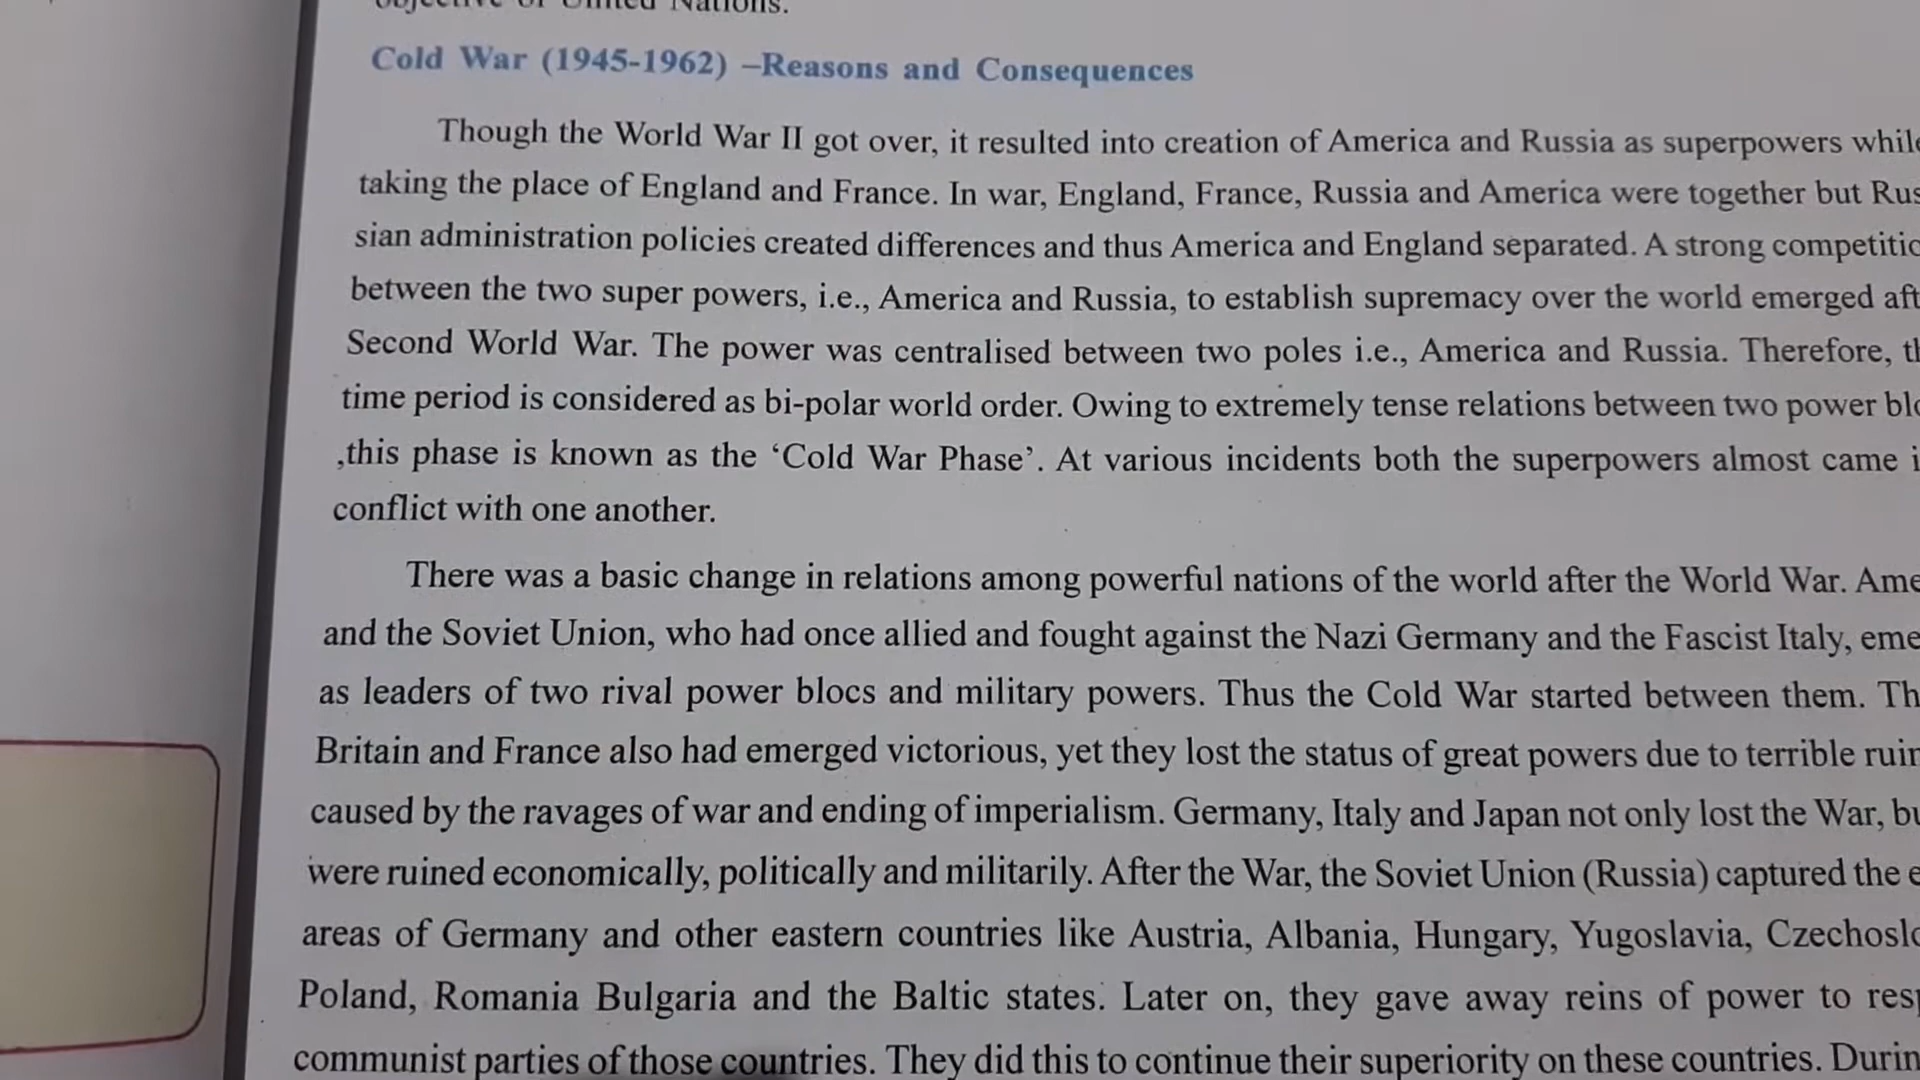 objective of United Nations.
Cold War (1945-1962) –Reasons and Consequences
Though the World War II got over, it resulted into creation of America and Russia as superpowers while
taking the place of England and France. In war, England, France, Russia and America were together but Rus
sian administration policies created differences and thus America and England separated. A strong competitio
between the two super powers, i.e., America and Russia, to establish supremacy over the world emerged aft
Second World War. The power was centralised between two poles i.e., America and Russia. Therefore, th
time period is considered as bi-polar world order. Owing to extremely tense relations between two power blo
,this phase is known as the ‘Cold War Phase’. At various incidents both the superpowers almost came i
conflict with one another.
There was a basic change in relations among powerful nations of the world after the World War. Ame
and the Soviet Union, who had once allied and fought against the Nazi Germany and the Fascist Italy, eme
as leaders of two rival power blocs and military powers. Thus the Cold War started between them. Th
Britain and France also had emerged victorious, yet they lost the status of great powers due to terrible ruin
caused by the ravages of war and ending of imperialism. Germany, Italy and Japan not only lost the War, bu
were ruined economically, politically and militarily. After the War, the Soviet Union (Russia) captured the e
areas of Germany and other eastern countries like Austria, Albania, Hungary, Yugoslavia, Czechoslo
Poland, Romania Bulgaria and the Baltic states. Later on, they gave away reins of power to resp
communist parties of those countries. They did this to continue their superiority on these countries. Durin